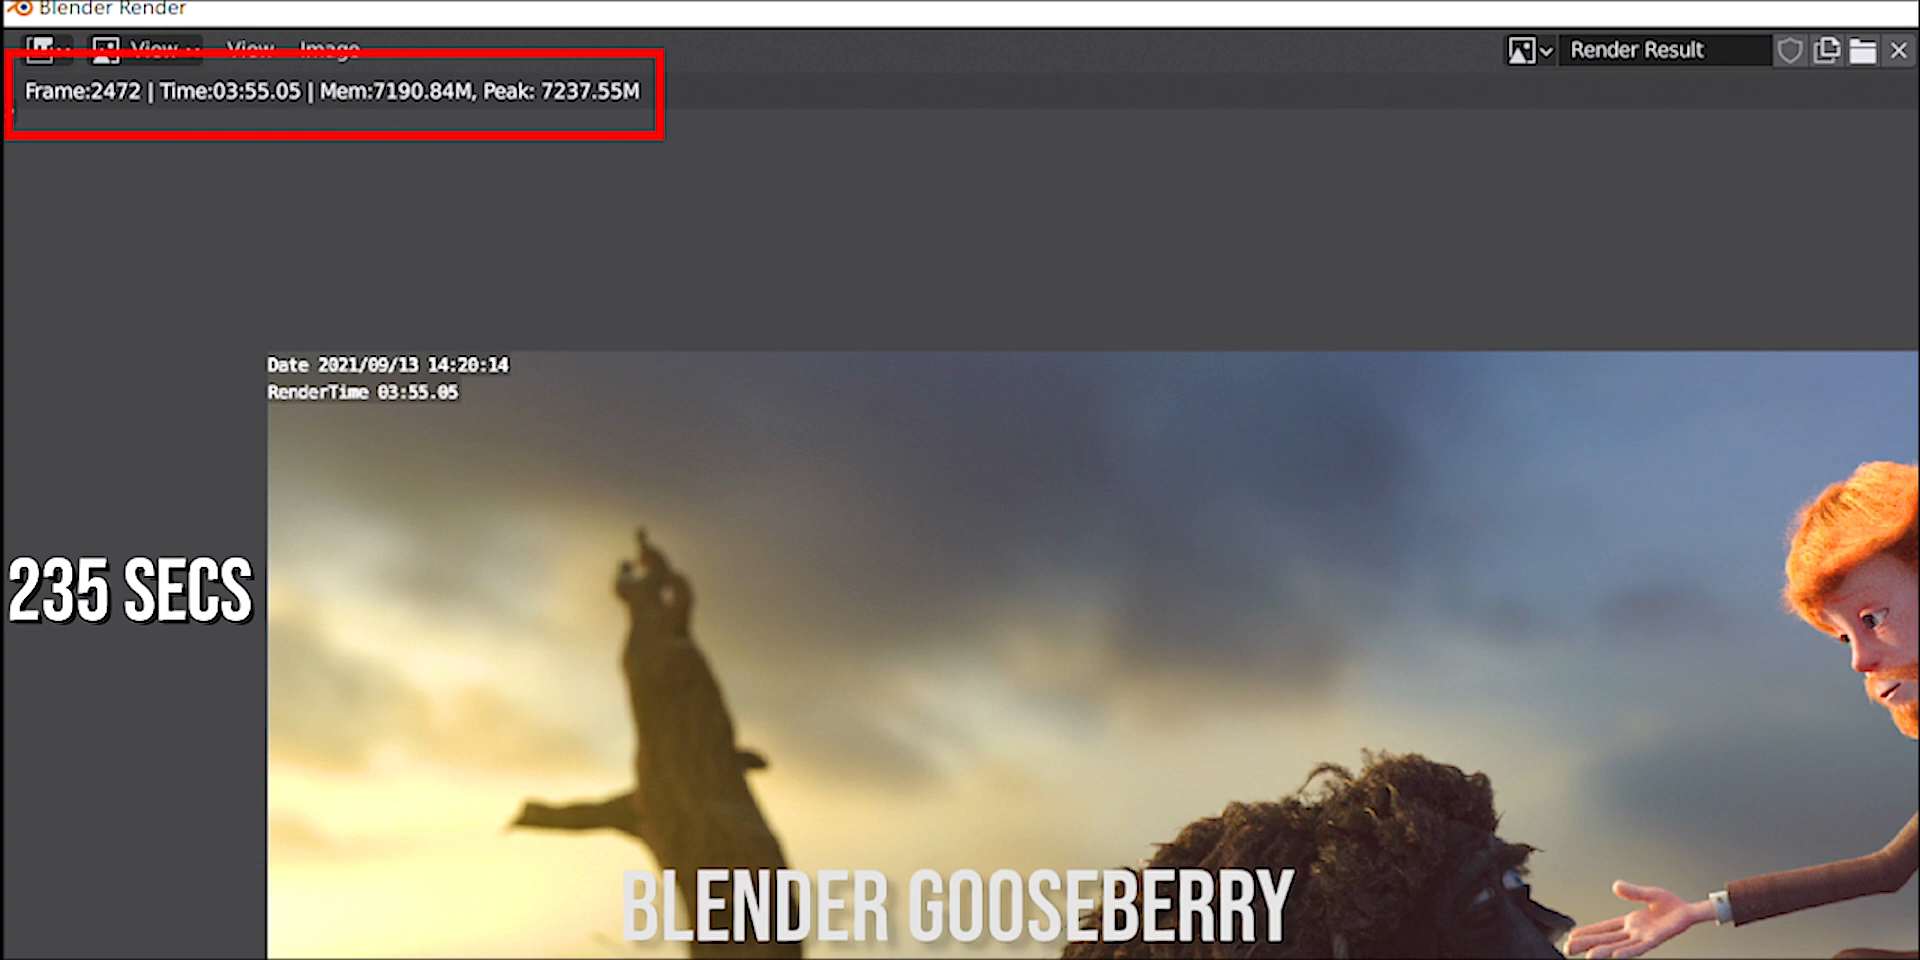 Blender Render
View View Image
Render Result
Frame:2472 | Time:03:55.05 | Mem:7190.84M, Peak: 7237.55M
Date 2021/09/13 14:20:14
RenderTime 03:55.05
235 SECS
BLENDER GOOSEBERRY